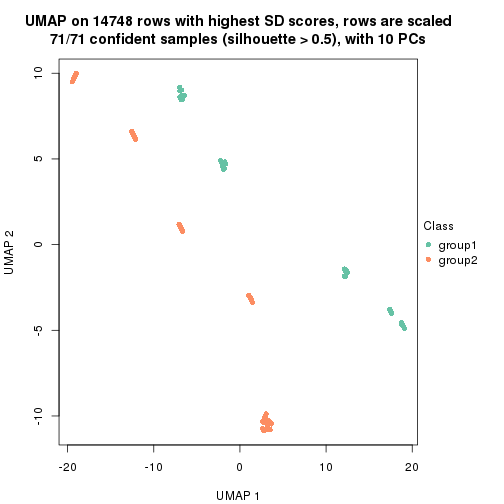 UMAP on 14748 rows with highest SD scores, rows are scaled
71/71 confident samples (silhouette > 0.5), with 10 PCs
10
5
0
-5
-10
UMAP 2
-20
-10
0
10
20
UMAP 1
Class
group1
group2